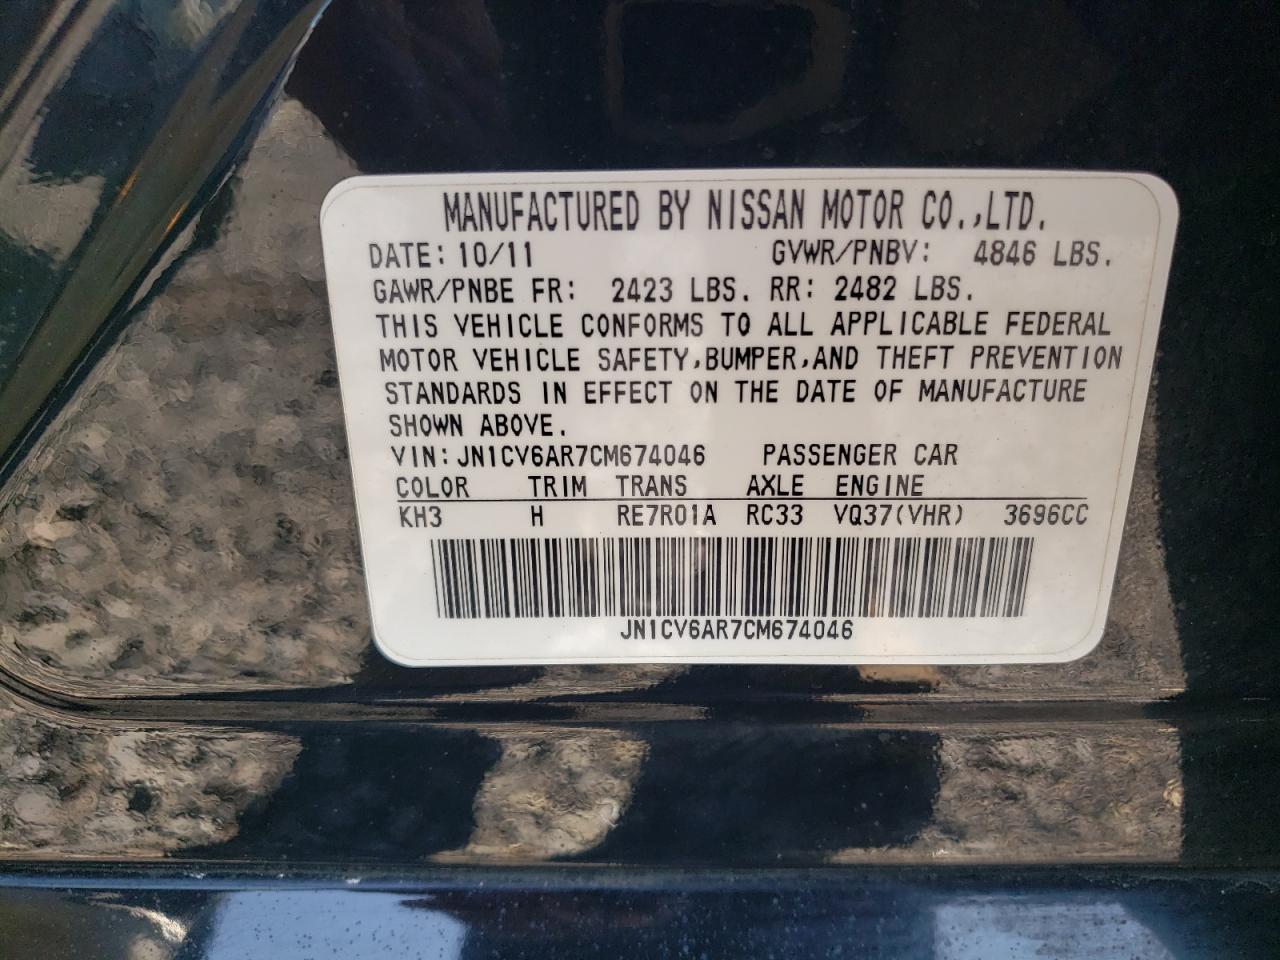 MANUFACTURED BY NISSAN MOTOR CO.,LTD.
DATE: 10/11 GVWR/PNBV: 4846 LBS.
GAWR/PNBE FR: 2423 LBS. RR: 2482 LBS.
THIS VEHICLE CONFORMS TO ALL APPLICABLE FEDERAL
MOTOR VEHICLE SAFETY,BUMPER,AND THEFT PREVENTION
STANDARDS IN EFFECT ON THE DATE OF MANUFACTURE
SHOWN ABOVE.
VIN: JN1CV6AR7CM674046 PASSENGER CAR
COLOR TRIM TRANS AXLE ENGINE
KH3 H RE7R01A RC33 VQ37(VHR) 3696CC
JN1CV6AR7CM674046